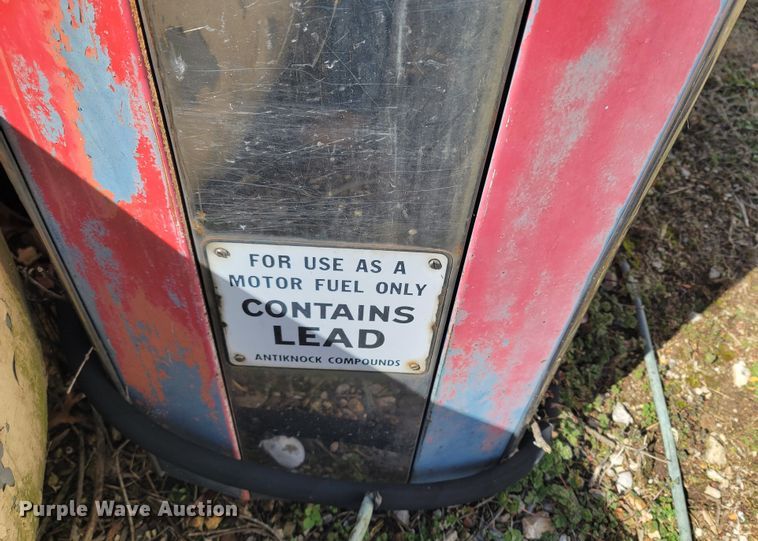 FOR USE AS A
MOTOR FUEL ONLY
CONTAINS
LEAD
ANTIKNOCK COMPOUNDS
Purple Wave Auction